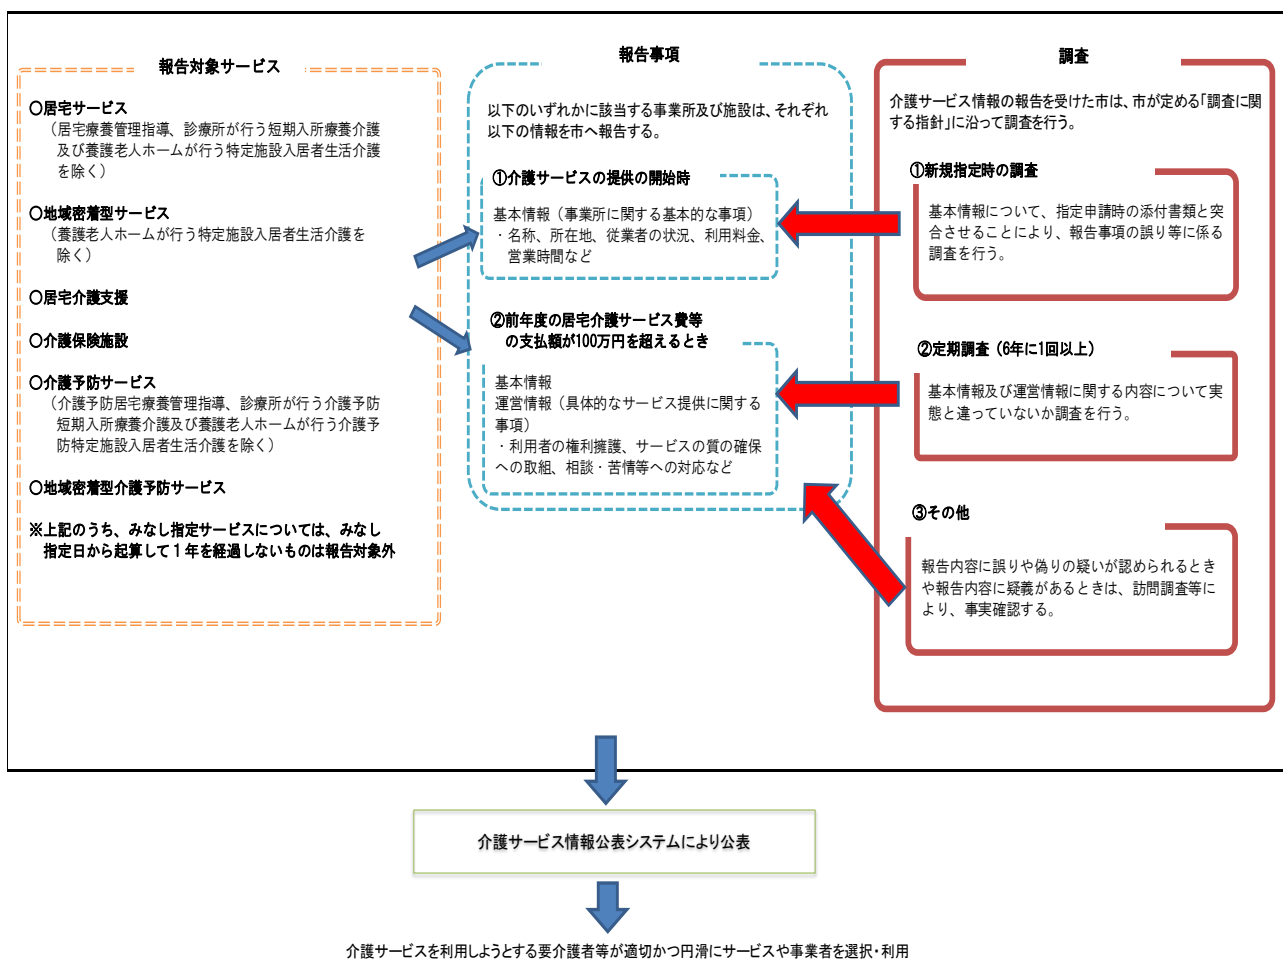 報告対象サービス
〇居宅サービス
（居宅療養管理指導、診療所が行う短期入所療養介護
及び養護老人ホームが行う特定施設入居者生活介護
を除く）
〇地域密着型サービス
（養護老人ホームが行う特定施設入居者生活介護を
除く）
〇居宅介護支援
〇介護保険施設
〇介護予防サービス
（介護予防居宅療養管理指導、診療所が行う介護予防
短期入所療養介護及び養護老人ホームが行う介護予
防特定施設入居者生活介護を除く）
〇地域密着型介護予防サービス
※上記のうち、みなし指定サービスについては、みなし
指定日から起算して１年を経過しないものは報告対象外
報告事項
以下のいずれかに該当する事業所及び施設は、それぞれ
以下の情報を市へ報告する。
①介護サービスの提供の開始時
基本情報（事業所に関する基本的な事項）
・名称、所在地、従業者の状況、利用料金、
営業時間など
②前年度の居宅介護サービス費等
の支払額が100万円を超えるとき
基本情報
運営情報（具体的なサービス提供に関する
事項）
・利用者の権利擁護、サービスの質の確保
への取組、相談・苦情等への対応など
調査
介護サービス情報の報告を受けた市は、市が定める「調査に関
する指針」に沿って調査を行う。
①新規指定時の調査
基本情報について、指定申請時の添付書類と突
合させることにより、報告事項の誤り等に係る
調査を行う。
②定期調査（6年に1回以上）
基本情報及び運営情報に関する内容について実
態と違っていないか調査を行う。
③その他
報告内容に誤りや偽りの疑いが認められるとき
や報告内容に疑義があるときは、訪問調査等に
より、事実確認する。
介護サービス情報公表システムにより公表
介護サービスを利用しようとする要介護者等が適切かつ円滑にサービスや事業者を選択・利用